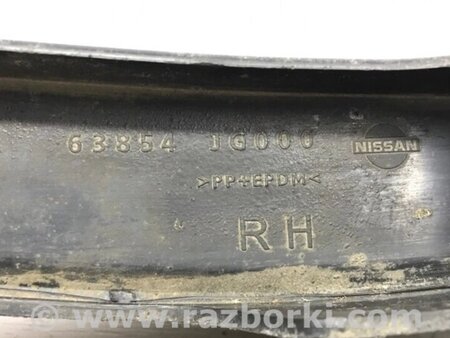 63854 1G000
NISSAN
>PP+EPDM<
RH
www.razborki.com